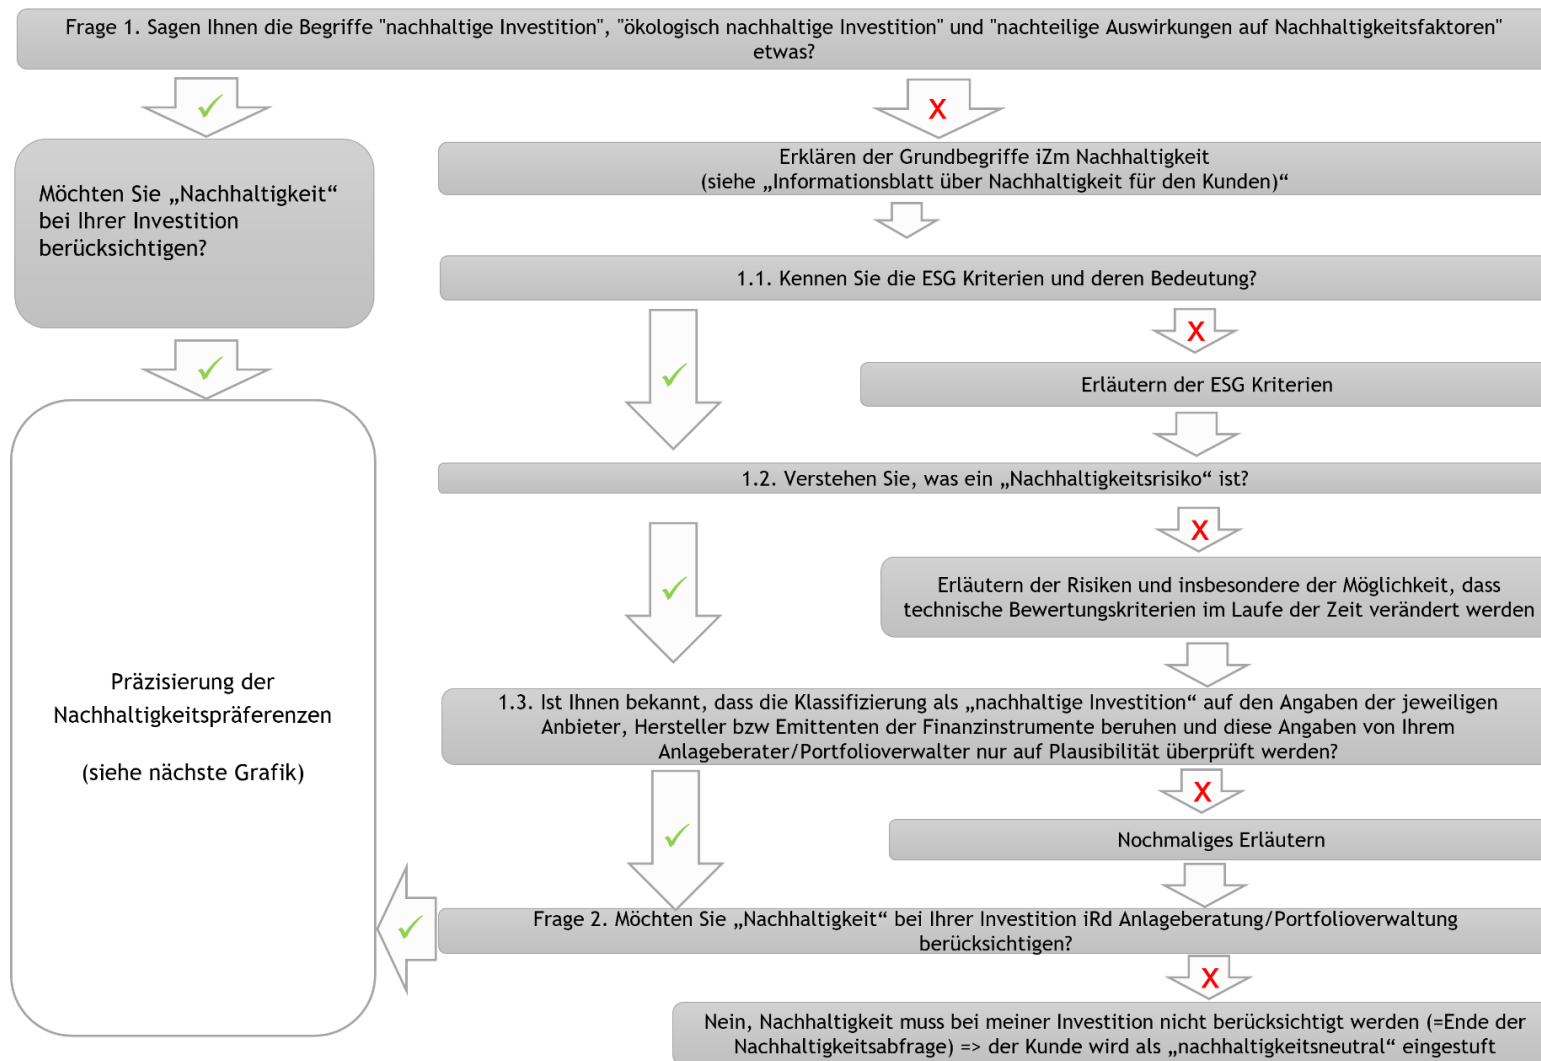 Frage 1. Sagen Ihnen die Begriffe "nachhaltige Investition", "ökologisch nachhaltige Investition" und "nachteilige Auswirkungen auf Nachhaltigkeitsfaktoren"
etwas?
✓
X
Möchten Sie „Nachhaltigkeit“
bei Ihrer Investition
berücksichtigen?
✓
Präzisierung der
Nachhaltigkeitspräferenzen
(siehe nächste Grafik)
Erklären der Grundbegriffe iZm Nachhaltigkeit
(siehe „Informationsblatt über Nachhaltigkeit für den Kunden)“
1.1. Kennen Sie die ESG Kriterien und deren Bedeutung?
✓
X
Erläutern der ESG Kriterien
1.2. Verstehen Sie, was ein „Nachhaltigkeitsrisiko“ ist?
✓
X
Erläutern der Risiken und insbesondere der Möglichkeit, dass
technische Bewertungskriterien im Laufe der Zeit verändert werden
1.3. Ist Ihnen bekannt, dass die Klassifizierung als „nachhaltige Investition“ auf den Angaben der jeweiligen
Anbieter, Hersteller bzw Emittenten der Finanzinstrumente beruhen und diese Angaben von Ihrem
Anlageberater/Portfolioverwalter nur auf Plausibilität überprüft werden?
✓
X
Nochmaliges Erläutern
Frage 2. Möchten Sie „Nachhaltigkeit“ bei Ihrer Investition iRd Anlageberatung/Portfolioverwaltung
berücksichtigen?
✓
X
Nein, Nachhaltigkeit muss bei meiner Investition nicht berücksichtigt werden (=Ende der
Nachhaltigkeitsabfrage) => der Kunde wird als „nachhaltigkeitsneutral“ eingestuft